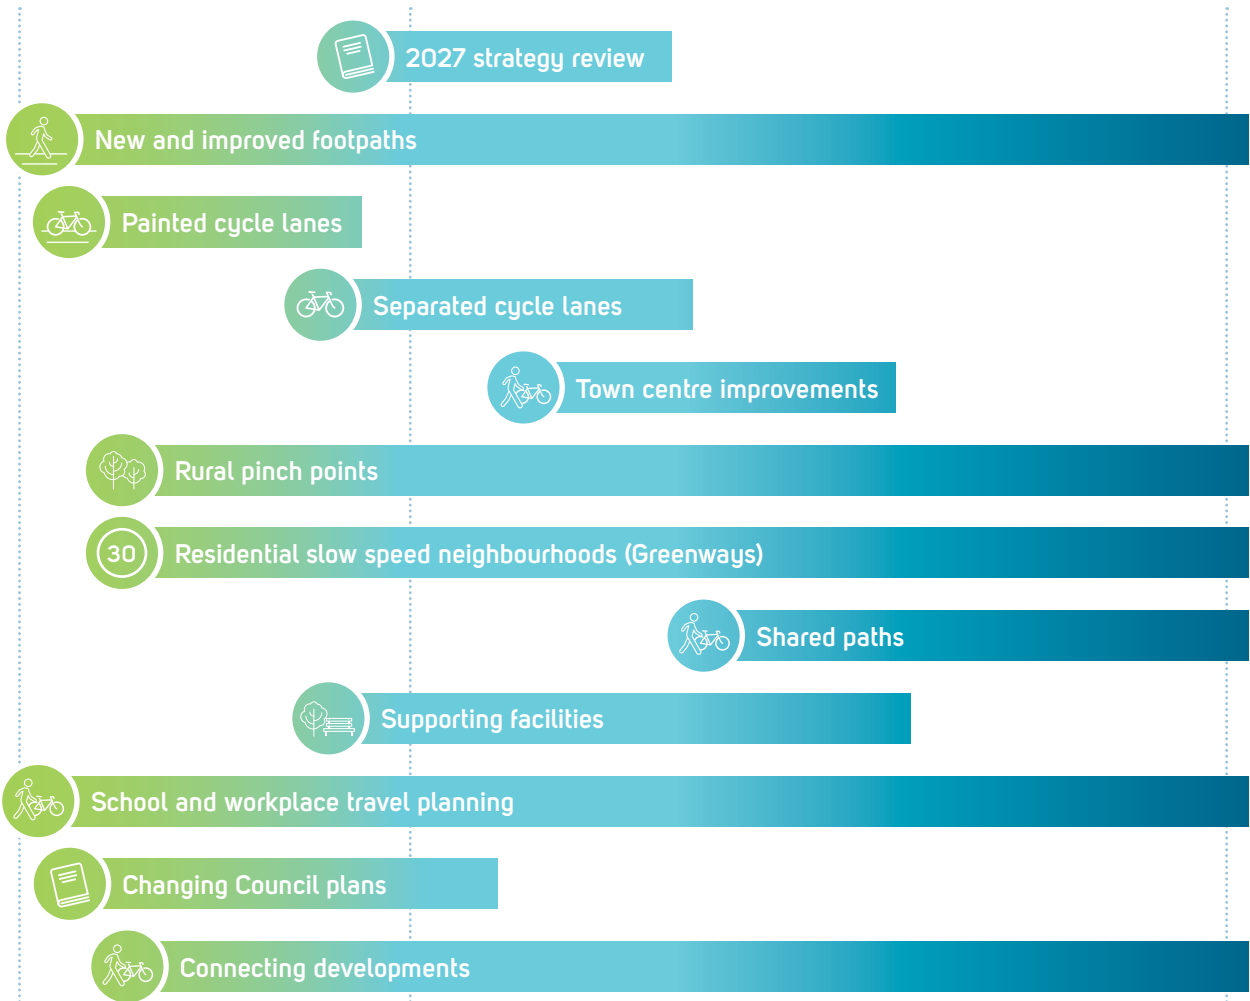 2027 strategy review
New and improved footpaths
Painted cycle lanes
Separated cycle lanes
Town centre improvements
Rural pinch points
30
Residential slow speed neighbourhoods (Greenways)
Shared paths
Supporting facilities
School and workplace travel planning
Changing Council plans
Connecting developments